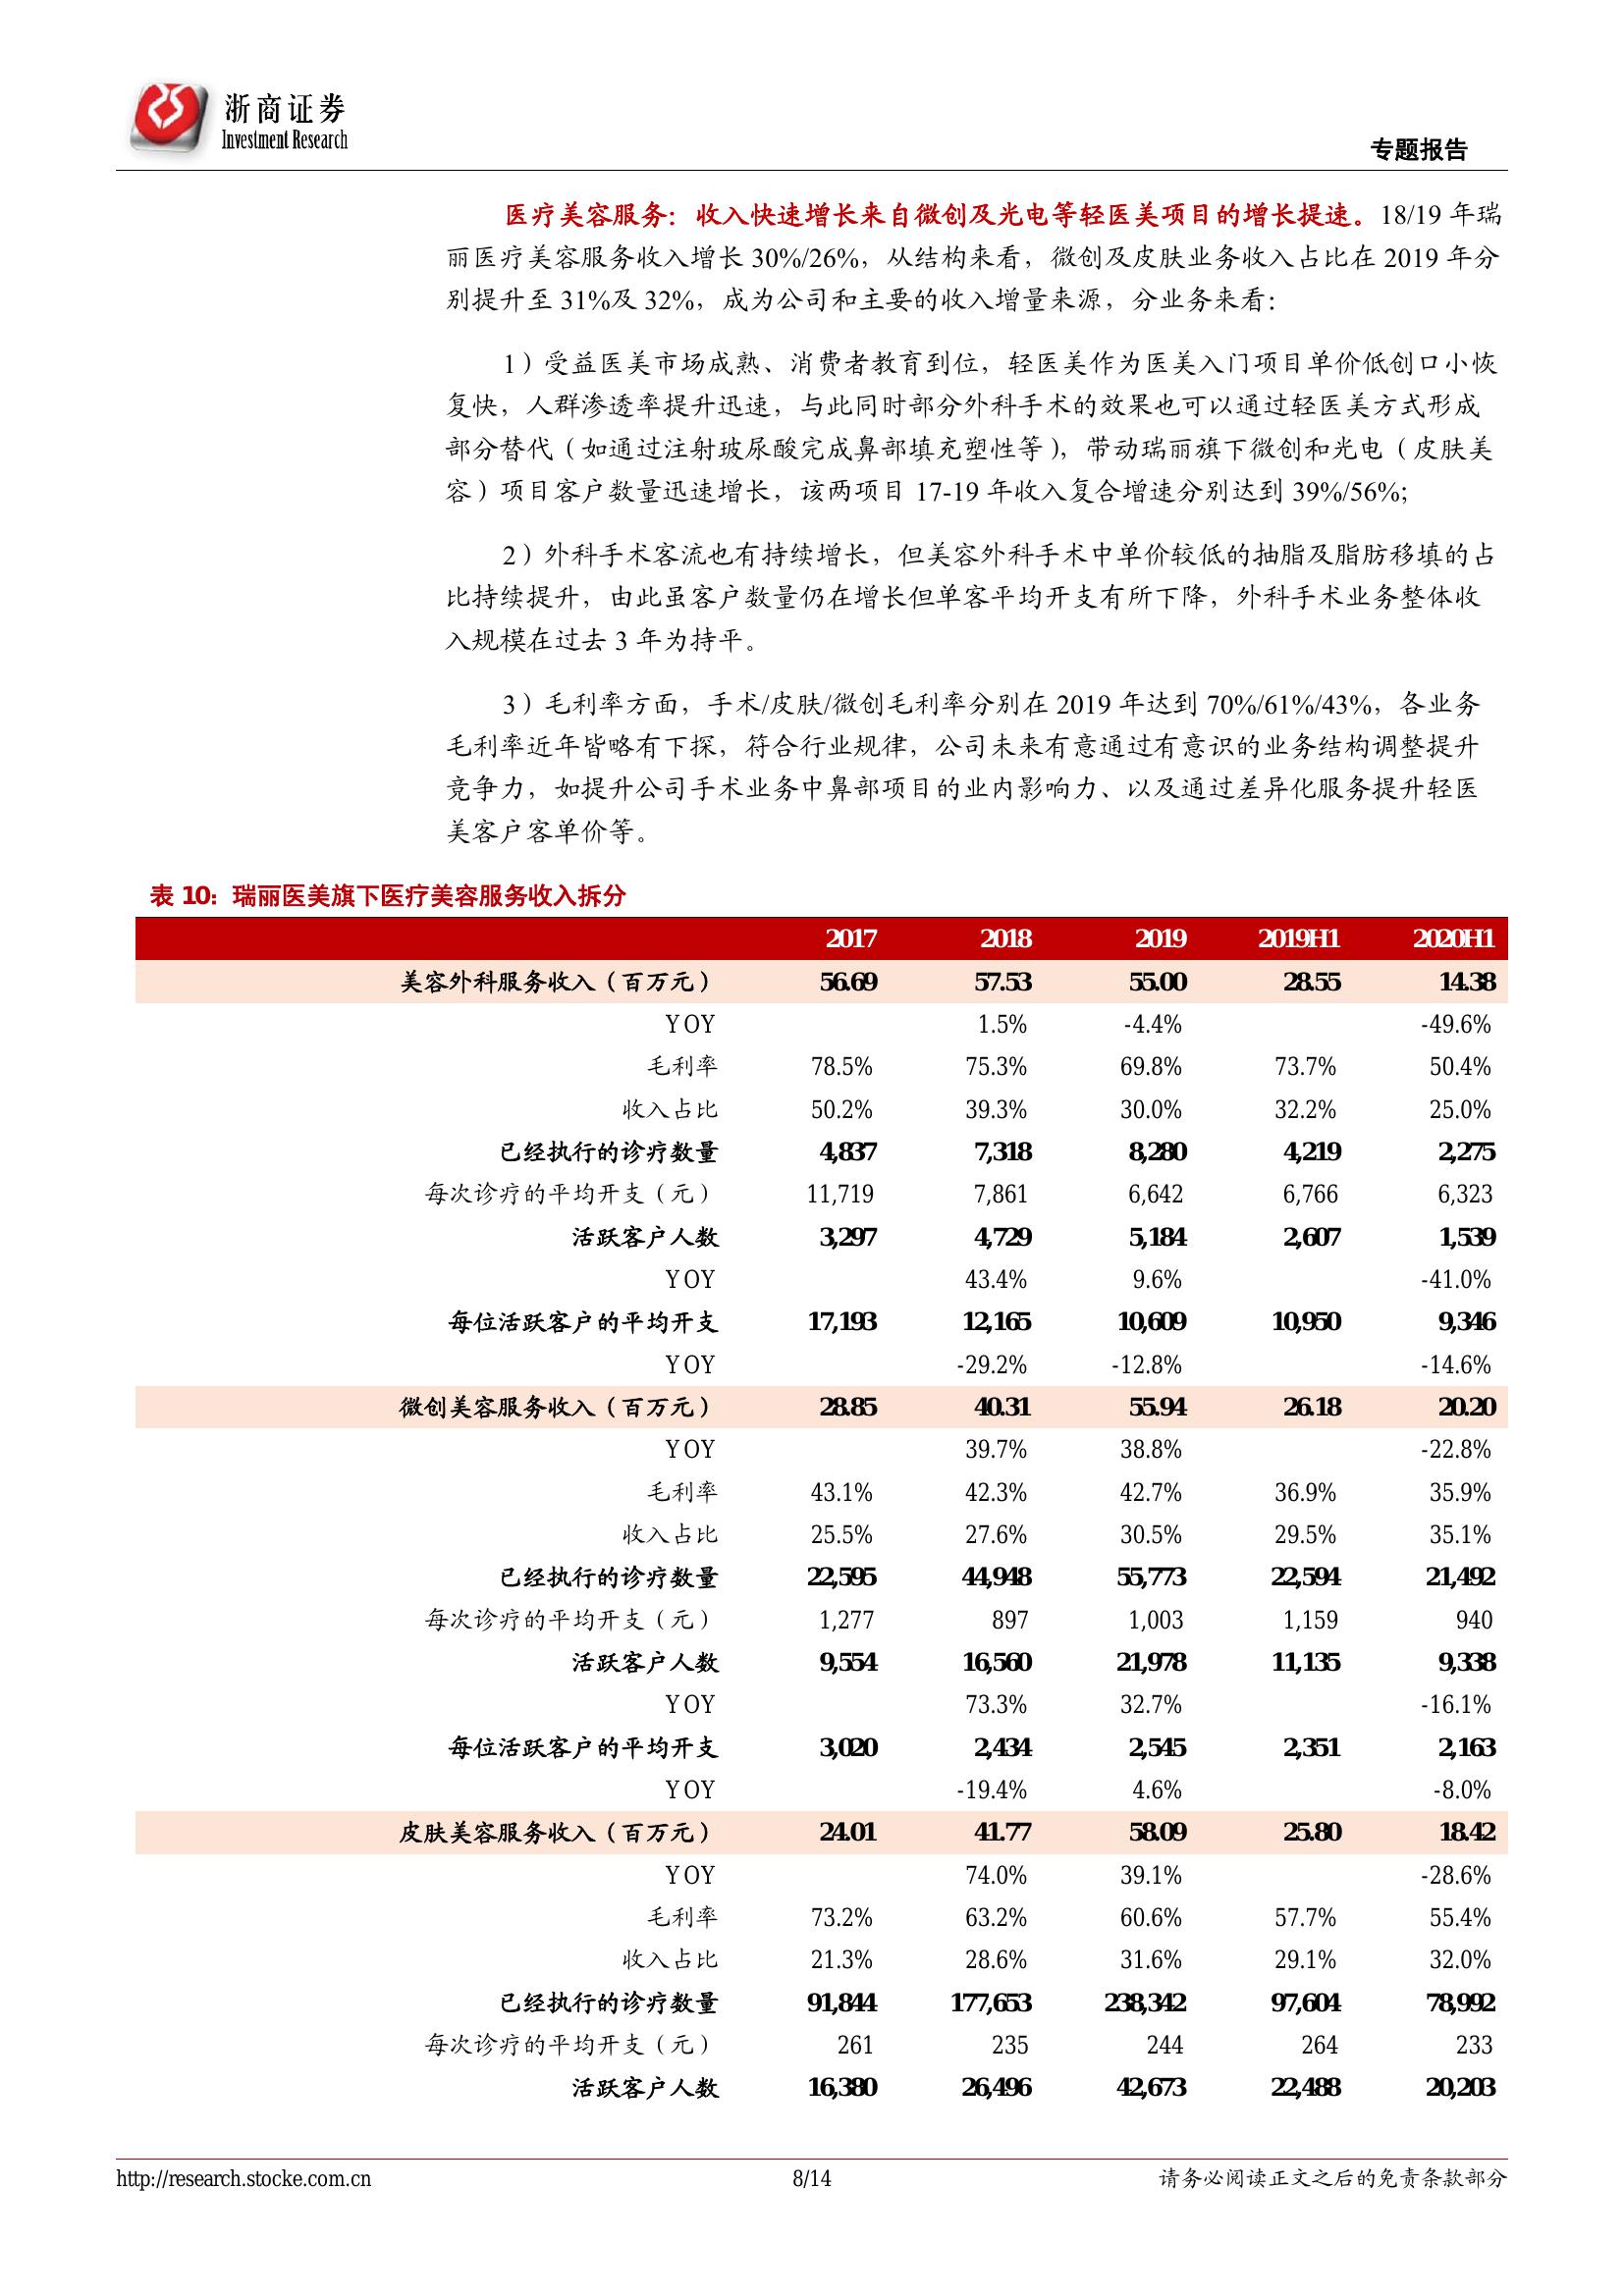 浙商证券
Investment Research
专题报告
医疗美容服务：收入快速增长来自微创及光电等轻医美项目的增长提速。18/19 年瑞
丽医疗美容服务收入增长 30%/26%，从结构来看，微创及皮肤业务收入占比在 2019 年分
别提升至 31%及 32%，成为公司和主要的收入增量来源，分业务来看：
1）受益医美市场成熟、消费者教育到位，轻医美作为医美入门项目单价低创口小恢
复快，人群渗透率提升迅速，与此同时部分外科手术的效果也可以通过轻医美方式形成
部分替代（如通过注射玻尿酸完成鼻部填充塑性等），带动瑞丽旗下微创和光电（皮肤美
容）项目客户数量迅速增长，该两项目 17-19 年收入复合增速分别达到 39%/56%;
2）外科手术客流也有持续增长，但美容外科手术中单价较低的抽脂及脂肪移填的占
比持续提升，由此虽客户数量仍在增长但单客平均开支有所下降，外科手术业务整体收
入规模在过去 3 年为持平。
3）毛利率方面，手术/皮肤/微创毛利率分别在 2019 年达到 70%/61%/43%，各业务
毛利率近年皆略有下探，符合行业规律，公司未来有意通过有意识的业务结构调整提升
竞争力，如提升公司手术业务中鼻部项目的业内影响力、以及通过差异化服务提升轻医
美客户客单价等。
表 10：瑞丽医美旗下医疗美容服务收入拆分
2017 2018 2019 2019H1 2020H1
美容外科服务收入（百万元） 56.69 57.53 55.00 28.55 14.38
YOY 1.5% -4.4% -49.6%
毛利率 78.5% 75.3% 69.8% 73.7% 50.4%
收入占比 50.2% 39.3% 30.0% 32.2% 25.0%
已经执行的诊疗数量 4,837 7,318 8,280 4,219 2,275
每次诊疗的平均开支（元） 11,719 7,861 6,642 6,766 6,323
活跃客户人数 3,297 4,729 5,184 2,607 1,539
YOY 43.4% 9.6% -41.0%
每位活跃客户的平均开支 17,193 12,165 10,609 10,950 9,346
YOY -29.2% -12.8% -14.6%
微创美容服务收入（百万元） 28.85 40.31 55.94 26.18 20.20
YOY 39.7% 38.8% -22.8%
毛利率 43.1% 42.3% 42.7% 36.9% 35.9%
收入占比 25.5% 27.6% 30.5% 29.5% 35.1%
已经执行的诊疗数量 22,595 44,948 55,773 22,594 21,492
每次诊疗的平均开支（元） 1,277 897 1,003 1,159 940
活跃客户人数 9,554 16,560 21,978 11,135 9,338
YOY 73.3% 32.7% -16.1%
每位活跃客户的平均开支 3,020 2,434 2,545 2,351 2,163
YOY -19.4% 4.6% -8.0%
皮肤美容服务收入（百万元） 24.01 41.77 58.09 25.80 18.42
YOY 74.0% 39.1% -28.6%
毛利率 73.2% 63.2% 60.6% 57.7% 55.4%
收入占比 21.3% 28.6% 31.6% 29.1% 32.0%
已经执行的诊疗数量 91,844 177,653 238,342 97,604 78,992
每次诊疗的平均开支（元） 261 235 244 264 233
活跃客户人数 16,380 26,496 42,673 22,488 20,203
http://research.stocke.com.cn 8/14 请务必阅读正文之后的免责条款部分